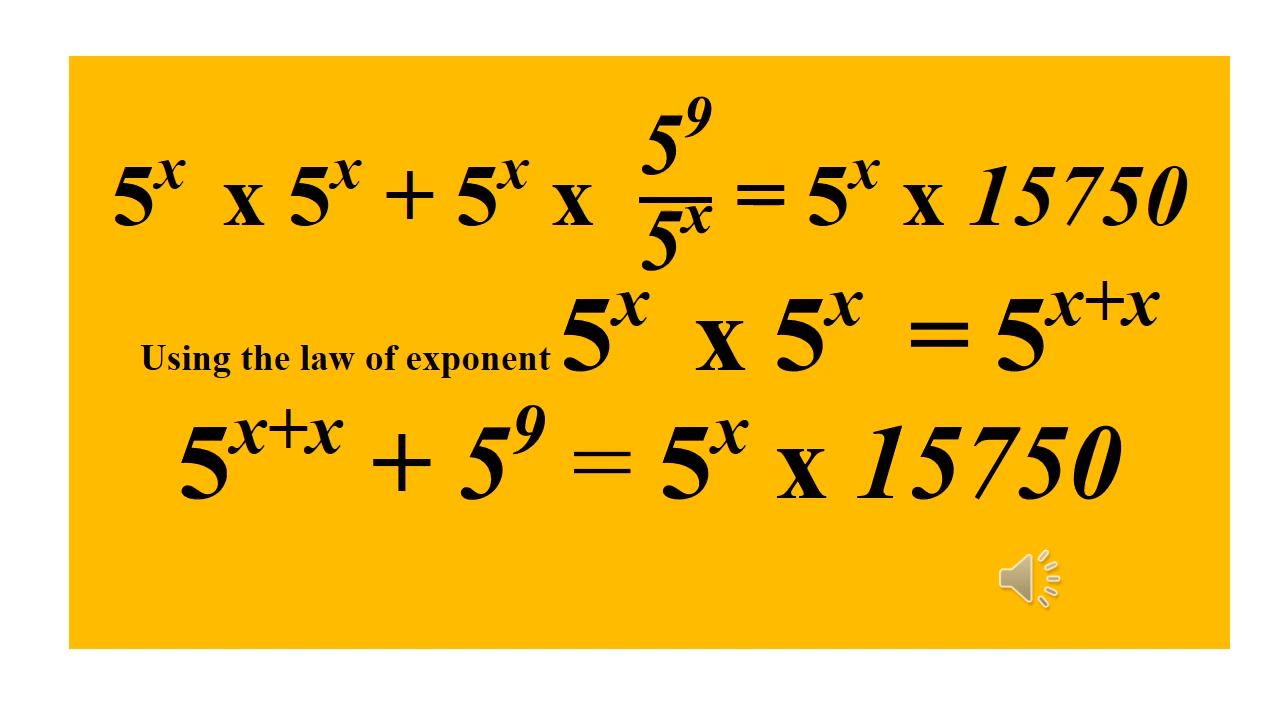 5^x x 5^x + 5^x x 5^9/5^x = 5^x x 15750
Using the law of exponent 5^x x 5^x = 5^{x+x}
5^{x+x} + 5^9 = 5^x x 15750